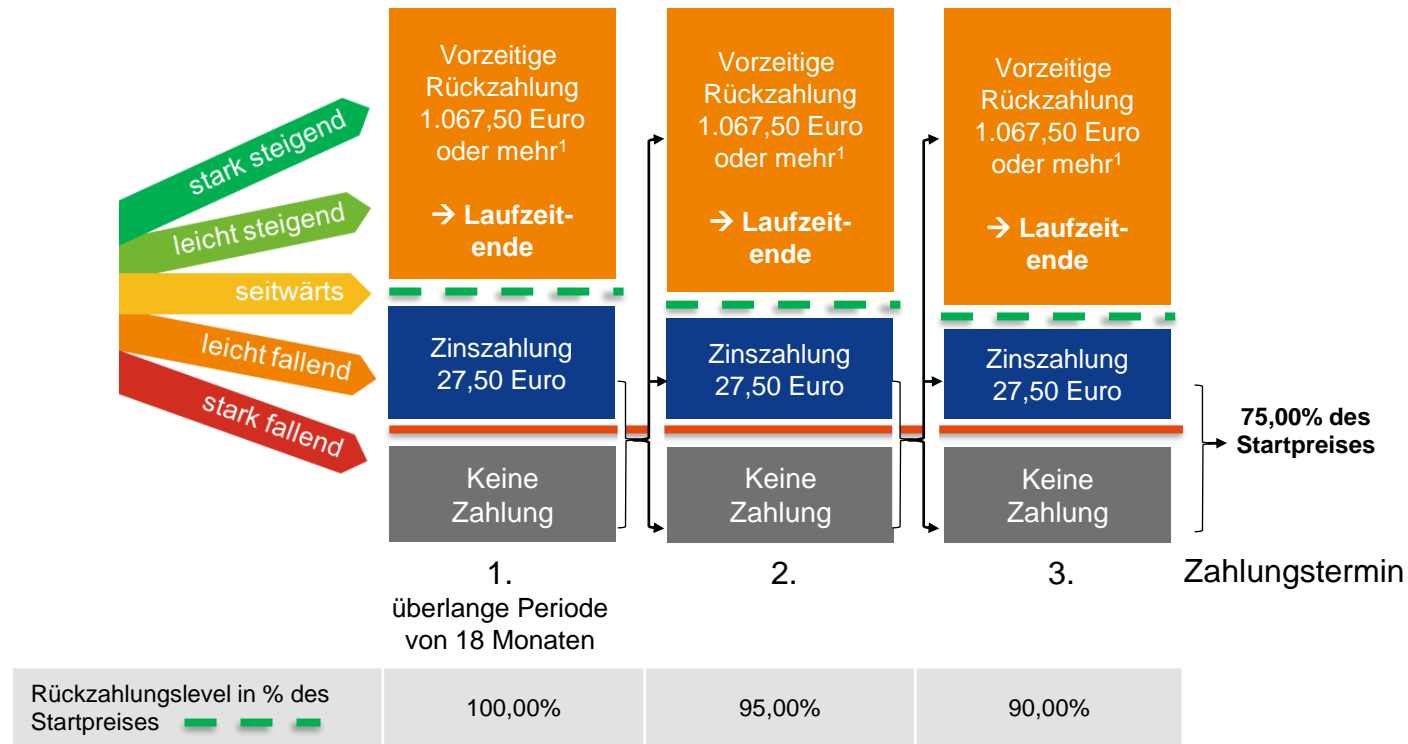 stark steigend
leicht steigend
seitwärts
leicht fallend
stark fallend
Vorzeitige
Rückzahlung
1.067,50 Euro
oder mehr¹
→ Laufzeit-
ende
Zinszahlung
27,50 Euro
Keine
Zahlung
1.
überlange Periode
von 18 Monaten
Vorzeitige
Rückzahlung
1.067,50 Euro
oder mehr¹
→ Laufzeit-
ende
Zinszahlung
27,50 Euro
Keine
Zahlung
2.
Vorzeitige
Rückzahlung
1.067,50 Euro
oder mehr¹
→ Laufzeit-
ende
Zinszahlung
27,50 Euro
Keine
Zahlung
3.
75,00% des
Startpreises
Zahlungstermin
Rückzahlungslevel in % des
Startpreises
100,00%
95,00%
90,00%